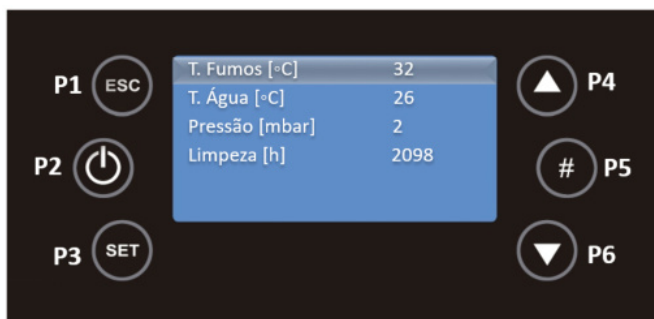 P1 ESC
P2
P3 SET
T. Fumos [◦C] 32
T. Água [◦C] 26
Pressão [mbar] 2
Limpeza [h] 2098
P4
# P5
P6